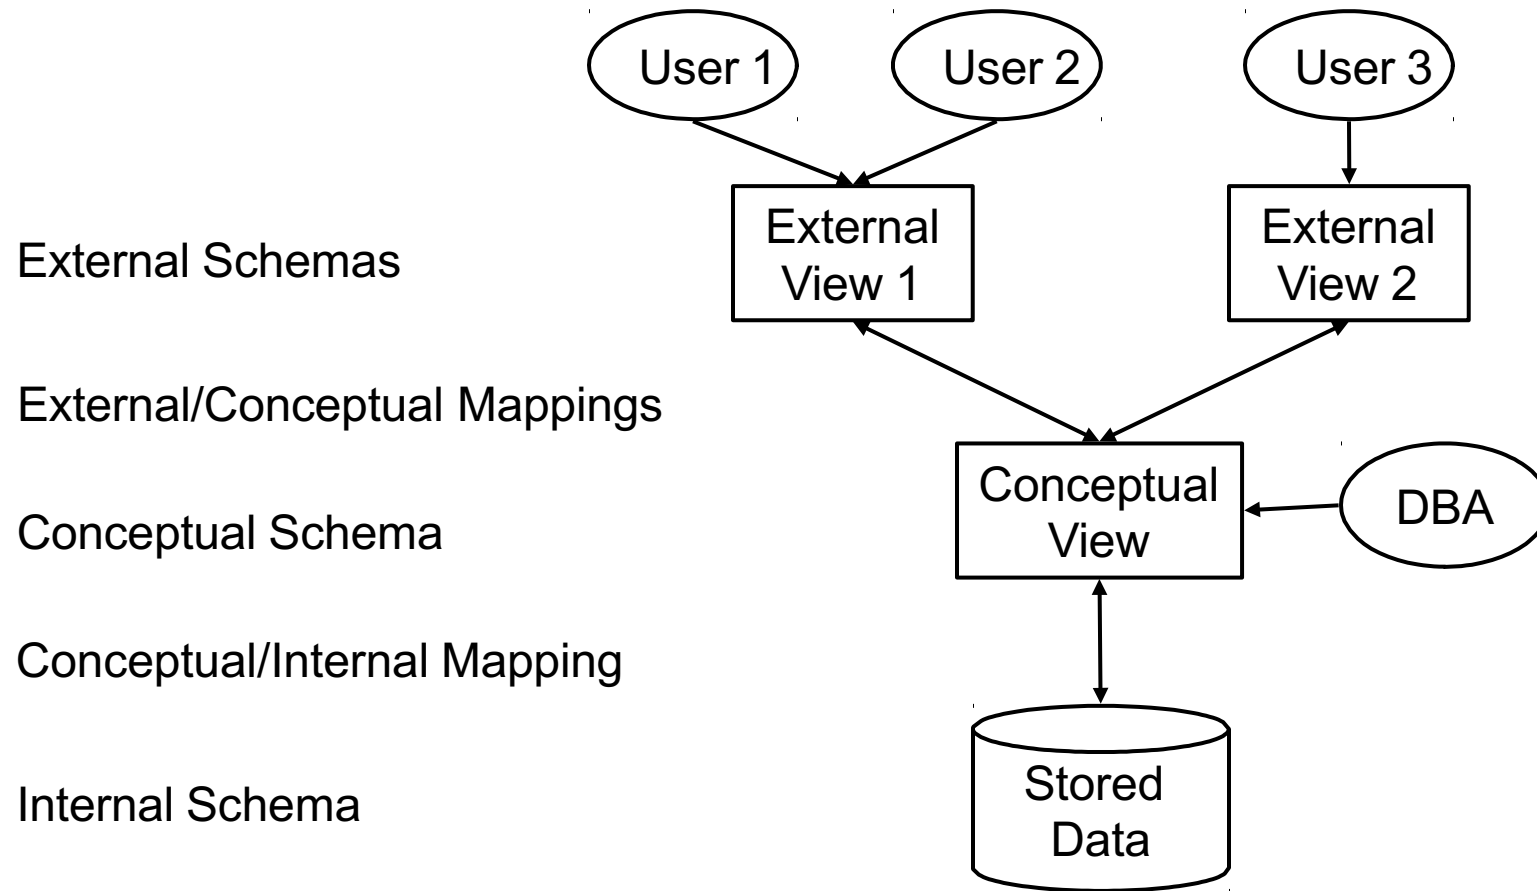 User 1
User 2
User 3
External
View 1
External
View 2
External Schemas
External/Conceptual Mappings
Conceptual
View
DBA
Conceptual Schema
Conceptual/Internal Mapping
Stored
Data
Internal Schema